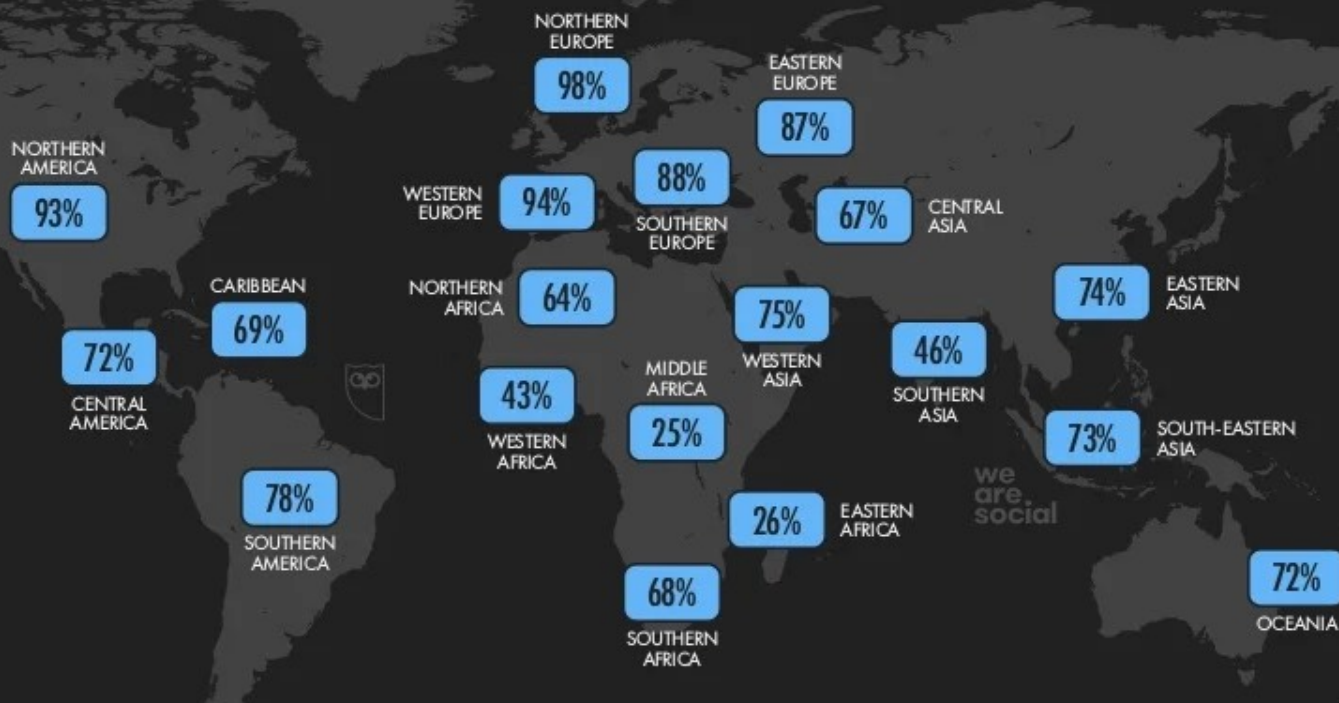 NORTHERN
EUROPE
98%
EASTERN
EUROPE
87%
NORTHERN
AMERICA
93%
WESTERN
EUROPE
94%
88%
SOUTHERN
EUROPE
67%
CENTRAL
ASIA
CARIBBEAN
69%
NORTHERN
AFRICA
64%
75%
WESTERN
ASIA
74%
EASTERN
ASIA
72%
CENTRAL
AMERICA
43%
WESTERN
AFRICA
MIDDLE
AFRICA
25%
46%
SOUTHERN
ASIA
73%
SOUTH-EASTERN
ASIA
78%
SOUTHERN
AMERICA
we
are
social
26%
EASTERN
AFRICA
68%
SOUTHERN
AFRICA
72%
OCEANIA